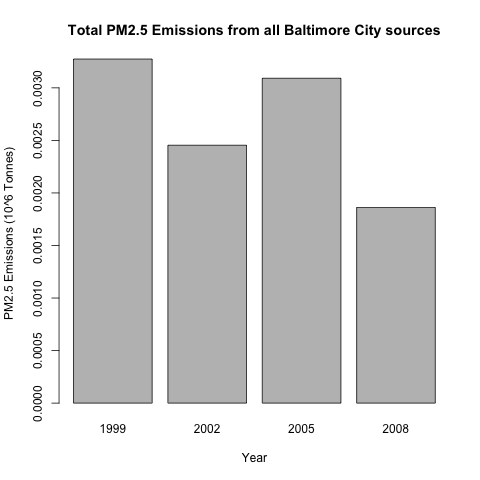 Total PM2.5 Emissions from all Baltimore City sources
PM2.5 Emissions (10^6 Tonnes)
0.0030
0.0025
0.0020
0.0015
0.0010
0.0005
0.0000
1999 2002 2005 2008
Year